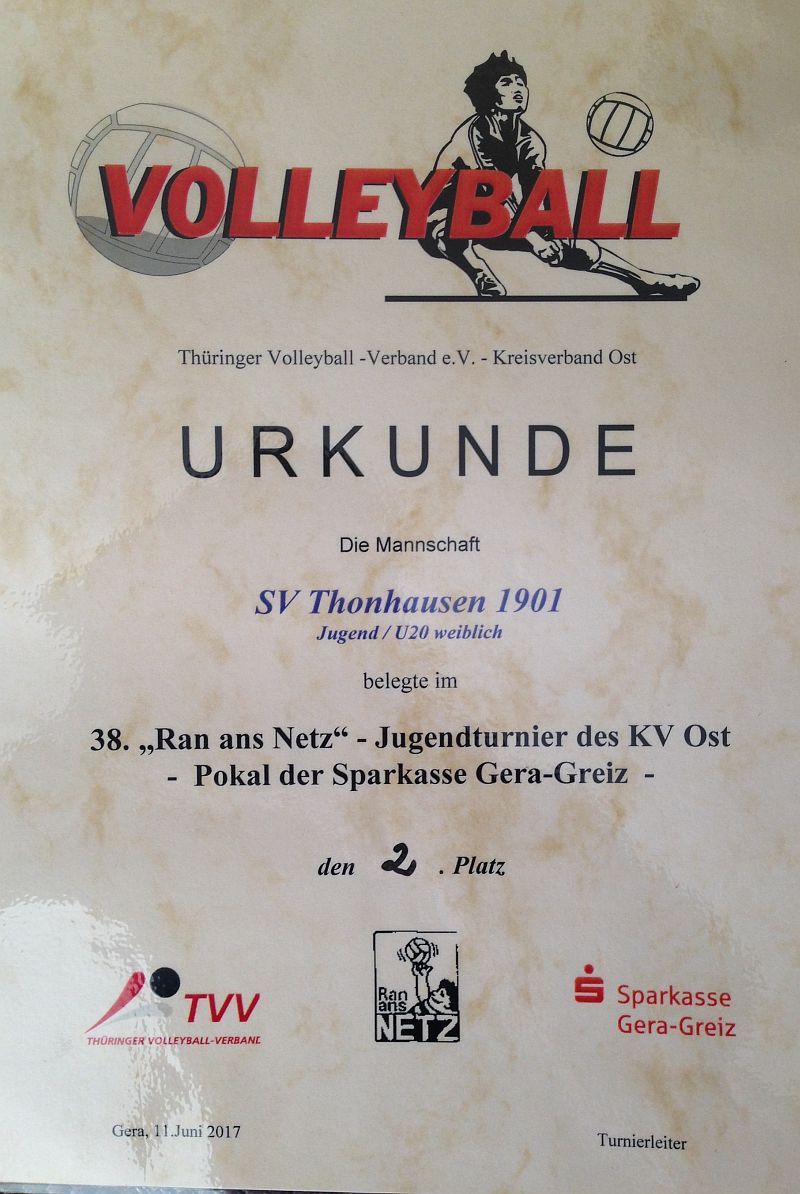 VOLLEYBALL
Thüringer Volleyball -Verband e.V. - Kreisverband Ost
URKUNDE
Die Mannschaft
SV Thonhausen 1901
Jugend / U20 weiblich
belegte im
38. „Ran ans Netz“ - Jugendturnier des KV Ost
- Pokal der Sparkasse Gera-Greiz -
den 2 . Platz
TVV
THÜRINGER VOLLEYBALL-VERBAND
Ran
ans
NETZ
Sparkasse
Gera-Greiz
Gera, 11.Juni 2017
Turnierleiter